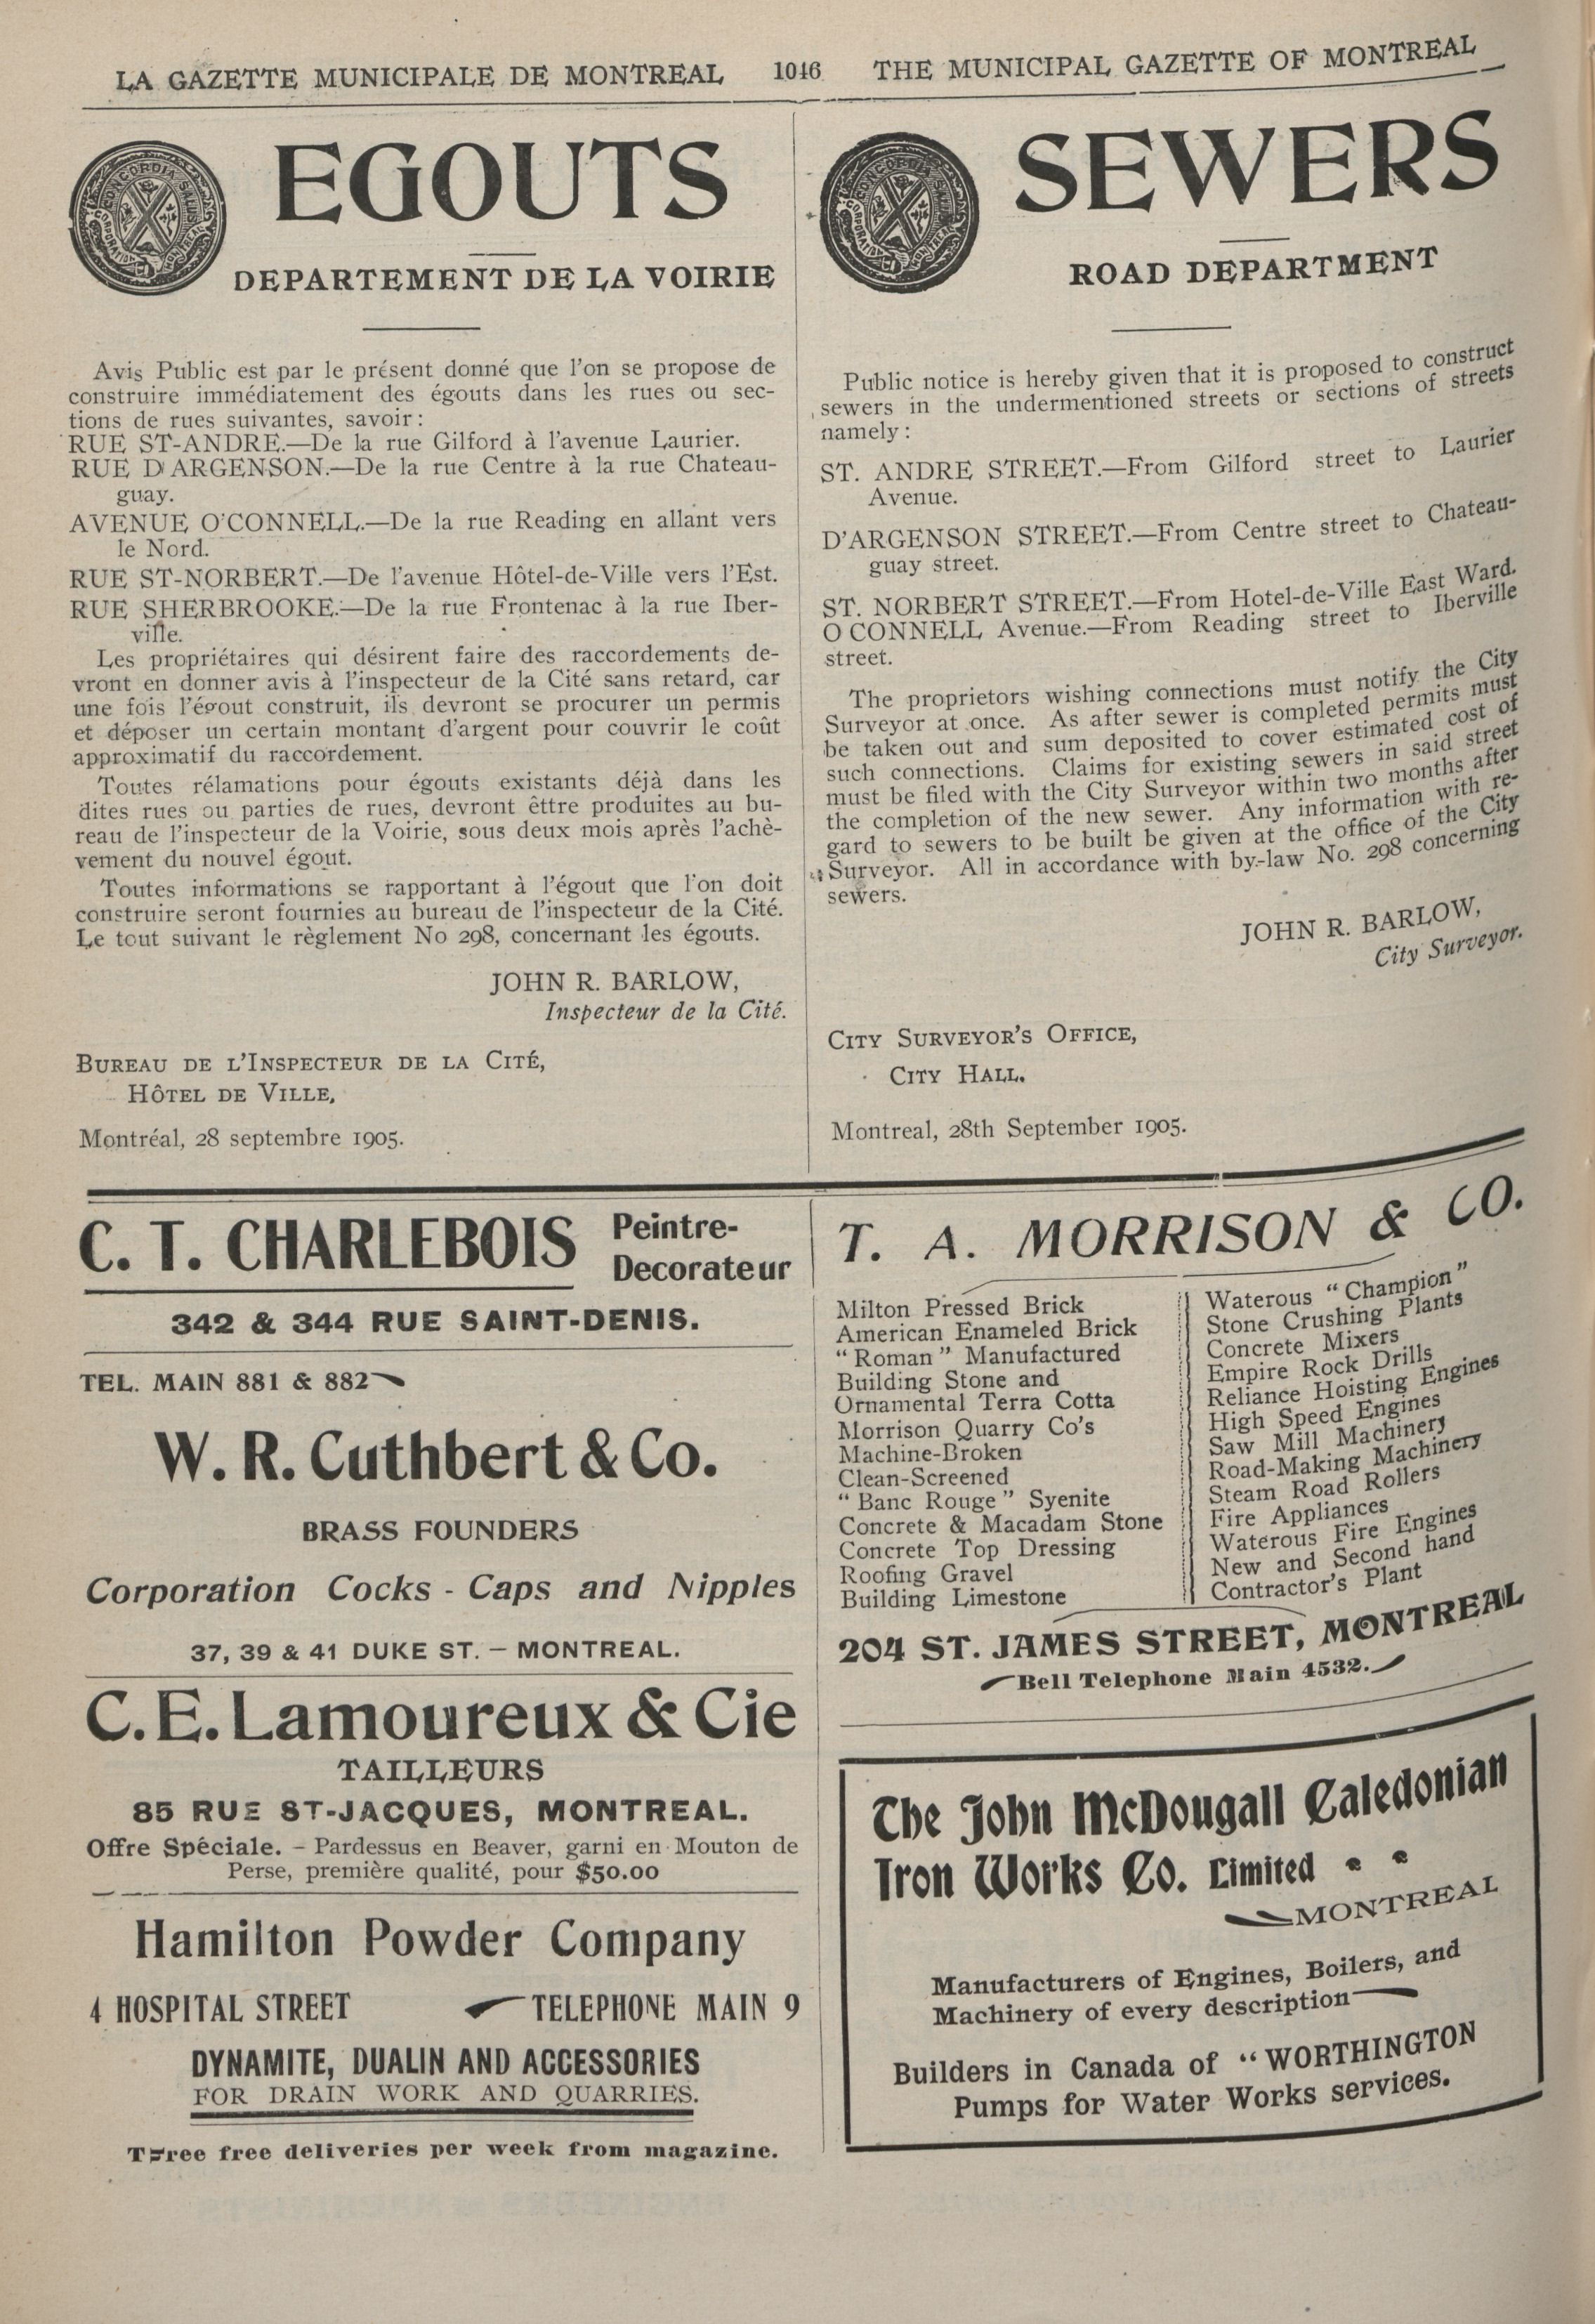 LA GAZETTE MUNICIPALE DE MONTREAL 1046 THE MUNICIPAL GAZETTE OF MONTREAL
EGOUTS
DEPARTEMENT DE LA VOIRIE
Avis Public est par le présent donné que l'on se propose de
construire immédiatement des égouts dans les rues ou sec-
tions de rues suivantes, savoir :
RUE ST-ANDRE.—De la rue Gilford à l'avenue Laurier.
RUE D'ARGENSON.—De la rue Centre à la rue Chateau-
guay.
AVENUE O'CONNELL.—De la rue Reading en allant vers
le Nord.
RUE ST-NORBERT.—De l'avenue Hôtel-de-Ville vers l'Est.
RUE SHERBROOKE.—De la rue Frontenac à la rue Iber-
ville.
Les propriétaires qui désirent faire des raccordements de-
vront en donner avis à l'inspecteur de la Cité sans retard, car
une fois l'égout construit, ils devront se procurer un permis
et déposer un certain montant d'argent pour couvrir le coût
approximatif du raccordement.
Toutes rélamations pour égouts existants déjà dans les
dites rues ou parties de rues, devront êttre produites au bu-
reau de l'inspecteur de la Voirie, sous deux mois après l'achè-
vement du nouvel égout.
Toutes informations se rapportant à l'égout que l'on doit
construire seront fournies au bureau de l'inspecteur de la Cité.
Le tout suivant le règlement No 298, concernant les égouts.
JOHN R. BARLOW,
Inspecteur de la Cité.
BUREAU DE L'INSPECTEUR DE LA CITÉ,
HÔTEL DE VILLE,
Montréal, 28 septembre 1905.
SEWERS
ROAD DEPARTMENT
Public notice is hereby given that it is proposed to construct
sewers in the undermentioned streets or sections of streets
namely :
ST. ANDRE STREET.—From Gilford street to Laurier
Avenue.
D'ARGENSON STREET.—From Centre street to Chateau-
guay street.
ST. NORBERT STREET.—From Hotel-de-Ville East Ward.
O CONNELL Avenue.—From Reading street to Iberville
street.
The proprietors wishing connections must notify the City
Surveyor at once. As after sewer is completed permits must
be taken out and sum deposited to cover estimated cost of
such connections. Claims for existing sewers in said street
must be filed with the City Surveyor within two months after
the completion of the new sewer. Any information with re-
gard to sewers to be built be given at the office of the City
Surveyor. All in accordance with by-law No. 298 concerning
sewers.
JOHN R. BARLOW,
City Surveyor.
CITY SURVEYOR'S OFFICE,
CITY HALL.
Montreal, 28th September 1905.
C. T. CHARLEBOIS Peintre-
Decorateur
342 & 344 RUE SAINT-DENIS.
TEL. MAIN 881 & 882
W. R. Cuthbert & Co.
BRASS FOUNDERS
Corporation Cocks - Caps and Nipples
37, 39 & 41 DUKE ST. — MONTREAL.
C. E. Lamoureux & Cie
TAILLEURS
85 RUE ST-JACQUES, MONTREAL.
Offre Spéciale. – Pardessus en Beaver, garni en Mouton de
Perse, première qualité, pour $50.00
Hamilton Powder Company
4 HOSPITAL STREET TELEPHONE MAIN 9
DYNAMITE, DUALIN AND ACCESSORIES
FOR DRAIN WORK AND QUARRIES.
Three free deliveries per week from magazine.
T. A. MORRISON & CO.
Milton Pressed Brick
American Enameled Brick
"Roman" Manufactured
Building Stone and
Ornamental Terra Cotta
Morrison Quarry Co's
Machine-Broken
Clean-Screened
"Banc Rouge" Syenite
Concrete & Macadam Stone
Concrete Top Dressing
Roofing Gravel
Building Limestone
Waterous "Champion"
Stone Crushing Plants
Concrete Mixers
Empire Rock Drills
Reliance Hoisting Engines
High Speed Engines
Saw Mill Machinery
Road-Making Machinery
Steam Road Rollers
Fire Appliances
Waterous Fire Engines
New and Second hand
Contractor's Plant
204 ST. JAMES STREET, MONTREAL
Bell Telephone Main 4532.
The John McDougall Caledonian
Iron Works Co. Limited
MONTREAL
Manufacturers of Engines, Boilers, and
Machinery of every description
Builders in Canada of "WORTHINGTON
Pumps for Water Works services.